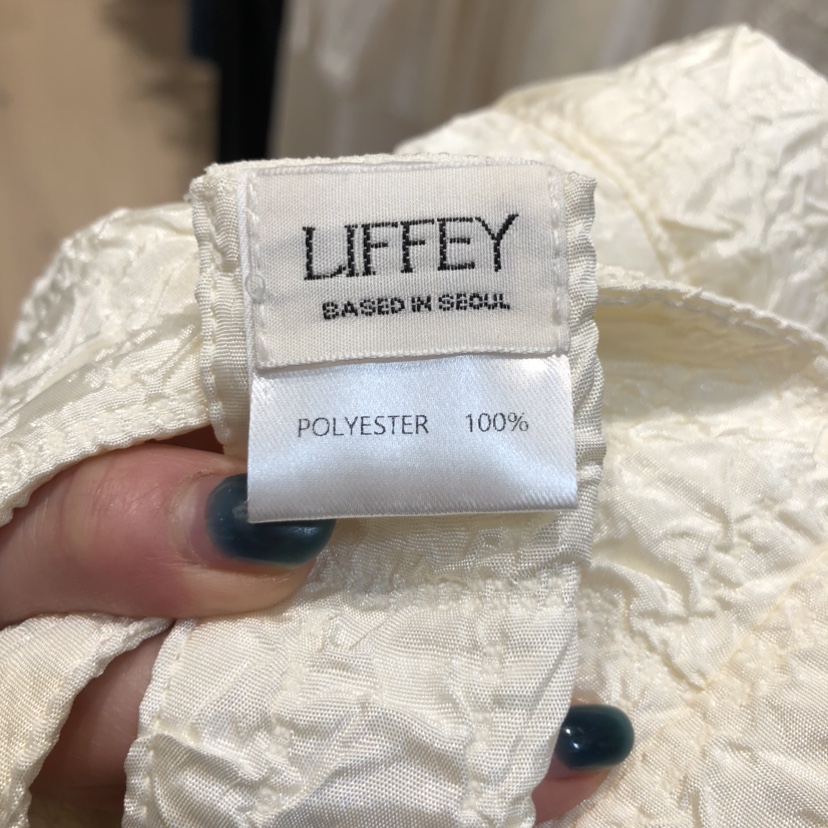 LIFFEY
BASED IN SEOUL
POLYESTER 100%